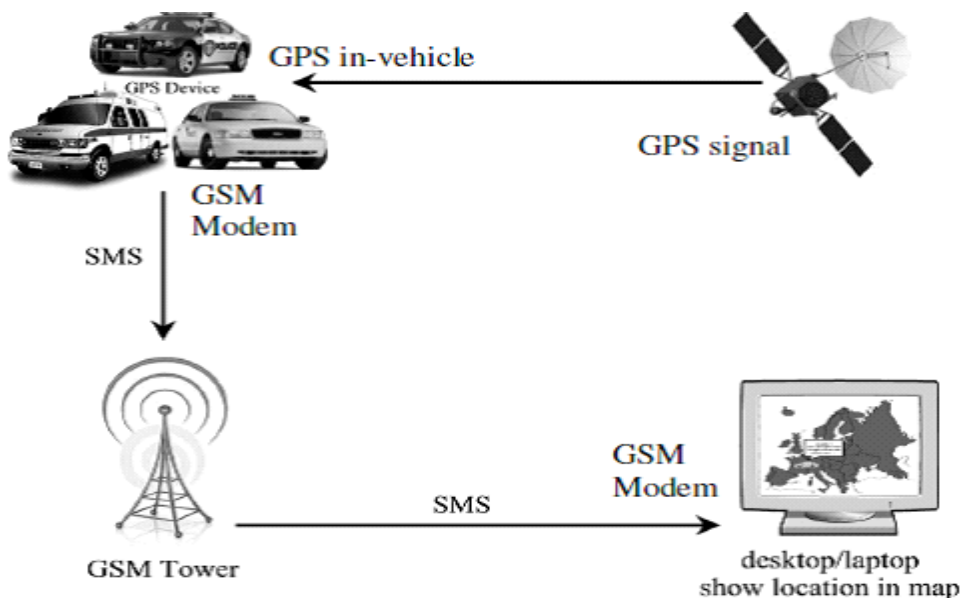 GPS in-vehicle
GPS Device
GPS signal
GSM
Modem
SMS
GSM
Modem
SMS
GSM Tower
desktop/laptop
show location in map